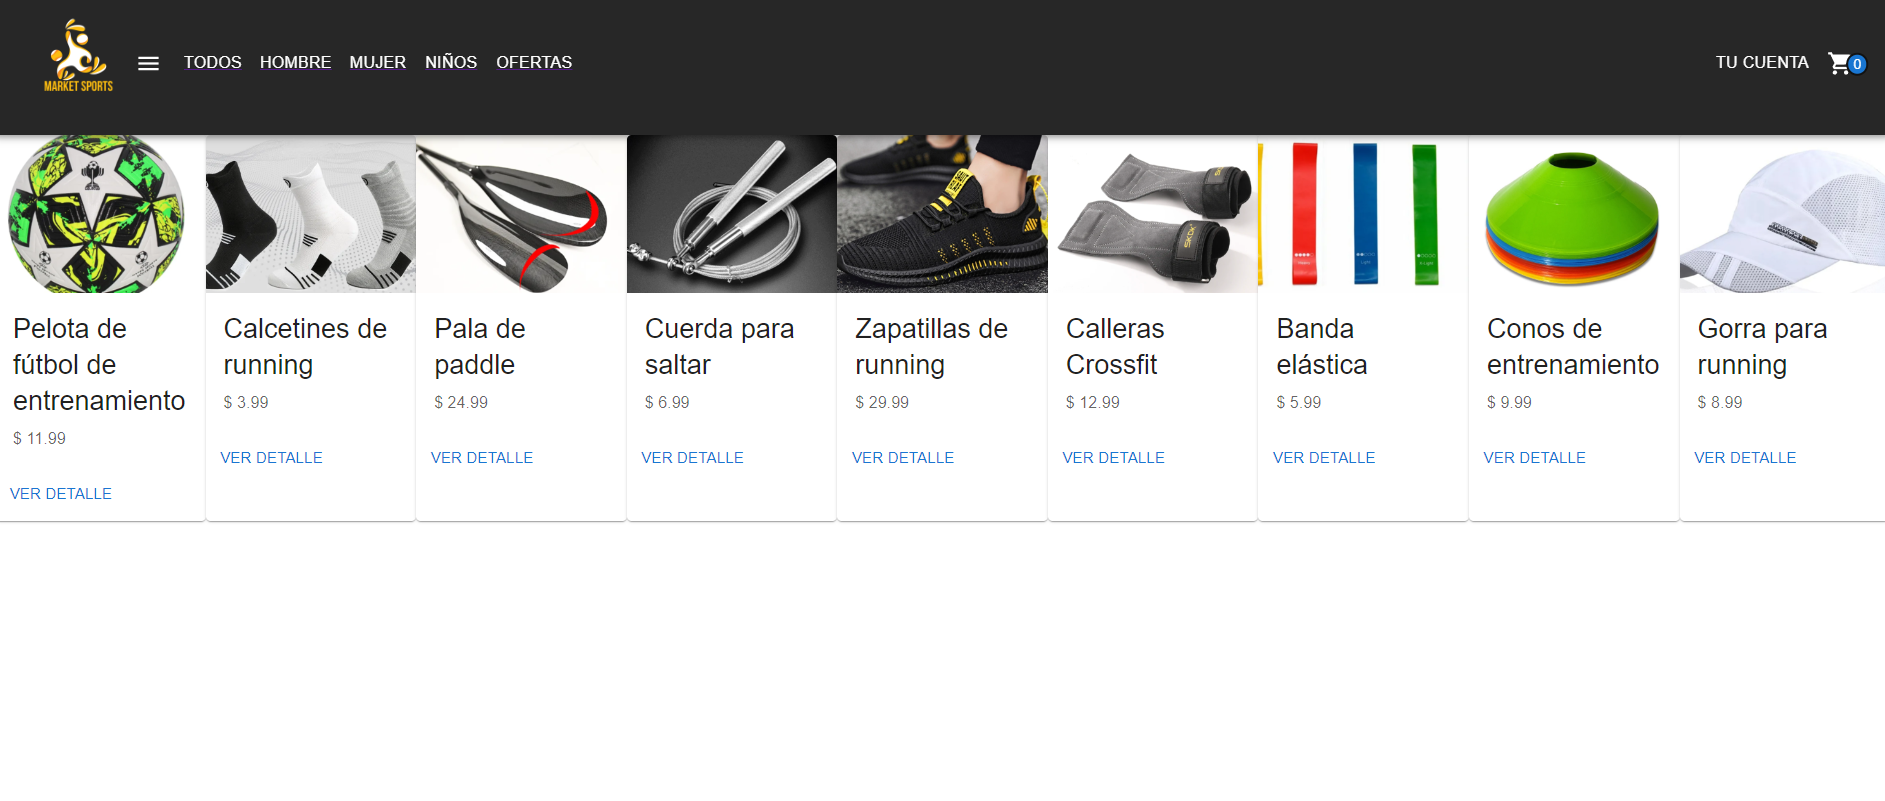 MARKET SPORTS
TODOS HOMBRE MUJER NIÑOS OFERTAS
TU CUENTA 0
Pelota de
fútbol de
entrenamiento
$ 11.99
VER DETALLE
Calcetines de
running
$ 3.99
VER DETALLE
Pala de
paddle
$ 24.99
VER DETALLE
Cuerda para
saltar
$ 6.99
VER DETALLE
Zapatillas de
running
$ 29.99
VER DETALLE
SKDK
Calleras
Crossfit
$ 12.99
VER DETALLE
Banda
elástica
$ 5.99
VER DETALLE
Conos de
entrenamiento
$ 9.99
VER DETALLE
Gorra para
running
$ 8.99
VER DETALLE